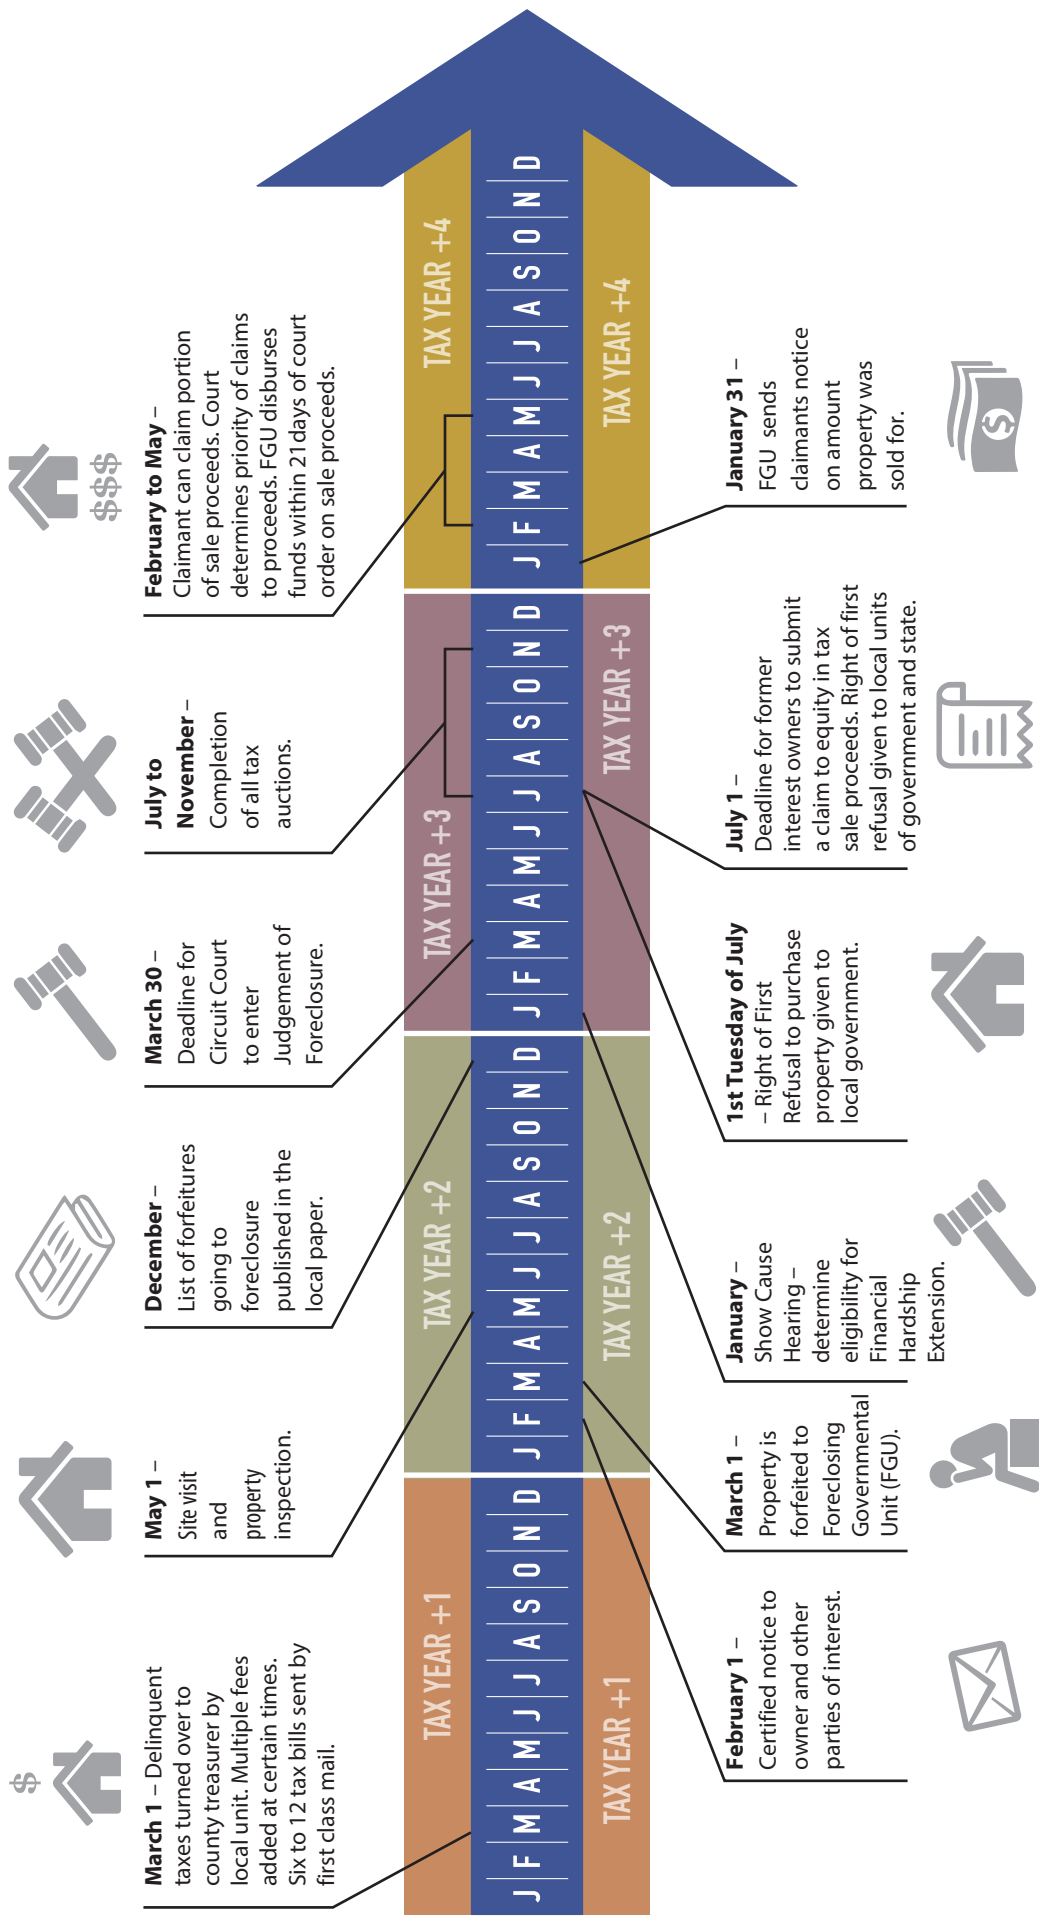 $
March 1 – Delinquent
taxes turned over to
county treasurer by
local unit. Multiple fees
added at certain times.
Six to 12 tax bills sent by
first class mail.
May 1 –
Site visit
and
property
inspection.
December –
List of forfeitures
going to
foreclosure
published in the
local paper.
March 30 –
Deadline for
Circuit Court
to enter
Judgement of
Foreclosure.
July to
November –
Completion
of all tax
auctions.
$$$
February to May –
Claimant can claim portion
of sale proceeds. Court
determines priority of claims
to proceeds. FGU disburses
funds within 21days of court
order on sale proceeds.
TAX YEAR +1
TAX YEAR +2
TAX YEAR +3
TAX YEAR +4
J F M A M J J A S O N D
J F M A M J J A S O N D
J F M A M J J A S O N D
J F M A M J J A S O N D
TAX YEAR +1
TAX YEAR +2
TAX YEAR +3
TAX YEAR +4
February 1 –
Certified notice to
owner and other
parties of interest.
March 1 –
Property is
forfeited to
Foreclosing
Governmental
Unit (FGU).
January –
Show Cause
Hearing –
determine
eligibility for
Financial
Hardship
Extension.
1st Tuesday of July
– Right of First
Refusal to purchase
property given to
local government.
July 1 –
Deadline for former
interest owners to submit
a claim to equity in tax
sale proceeds. Right of first
refusal given to local units
of government and state.
January 31 –
FGU sends
claimants notice
on amount
property was
sold for.
$